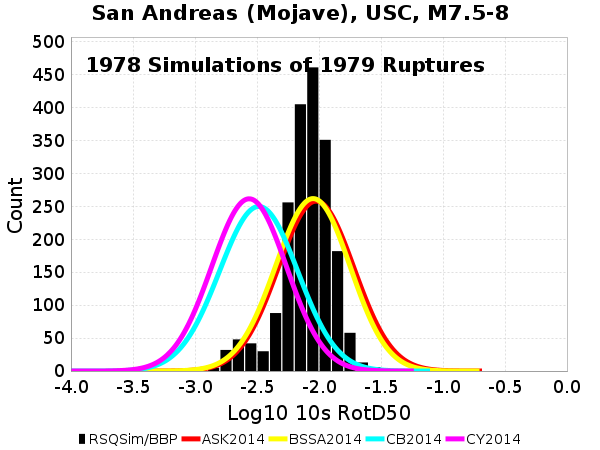 San Andreas (Mojave), USC, M7.5-8
1978 Simulations of 1979 Ruptures
Count
500
450
400
350
300
250
200
150
100
50
0
-4.0 -3.5 -3.0 -2.5 -2.0 -1.5 -1.0 -0.5 0.0
Log10 10s RotD50
RSQSim/BBP ASK2014 BSSA2014 CB2014 CY2014